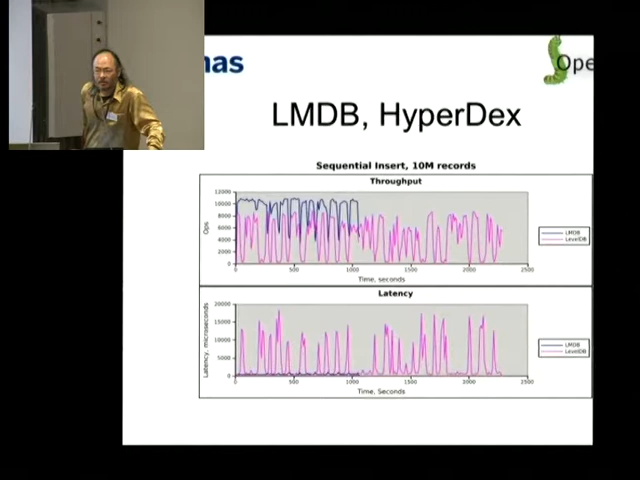 mas
Ope
LMDB, HyperDex
Sequential Insert, 10M records
Throughput
12000
10000
8000
6000
4000
2000
0
Ops
0 500 1000 1500 2000 2500
Time, seconds
LMDB
LevelDB
Latency
20000
15000
10000
5000
0
Latency, microseconds
0 500 1000 1500 2000 2500
Time, Seconds
LMDB
LevelDB